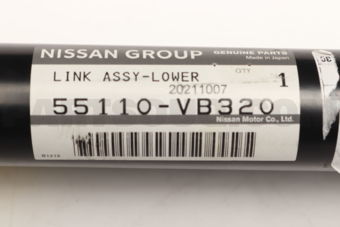 NISSAN GROUP GENUINE PARTS
Made in Japan
LINK ASSY-LOWER QTY 1
20211007
55110-VB320
Nissan Motor Co., Ltd.